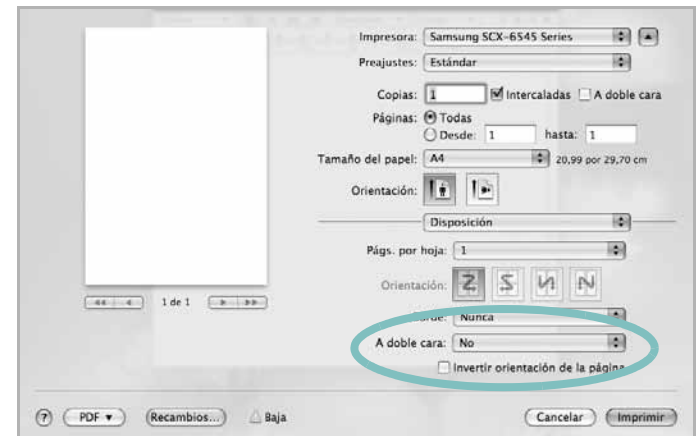 Impresora: Samsung SCX-6545 Series
Preajustes: Estándar
Copias: 1 Intercaladas A doble cara
Páginas: Todas
Desde: 1 hasta: 1
Tamaño del papel: A4 20,99 por 29,70 cm
Orientación:
Disposición
Págs. por hoja: 1
Orientación:
Nunca
A doble cara: No
Invertir orientación de la página
1 de 1
? PDF Recambios... Baja Cancelar Imprimir